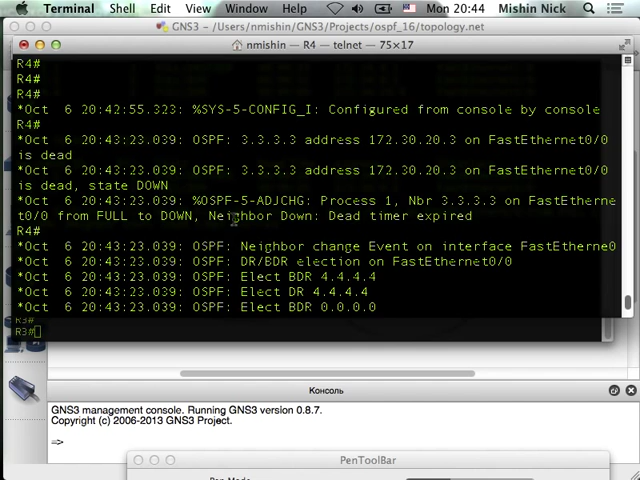 Terminal Shell Edit View Window Help Mon 20:44 Mishin Nick
GNS3 – /Users/nmishin/GNS3/Projects/ospf_16/topology.net
nmishin — R4 — telnet — 75×17
R4#
R4#
R4#
*Oct  6 20:42:55.323: %SYS-5-CONFIG_I: Configured from console by console
R4#
*Oct  6 20:43:23.039: OSPF: 3.3.3.3 address 172.30.20.3 on FastEthernet0/0
is dead
*Oct  6 20:43:23.039: OSPF: 3.3.3.3 address 172.30.20.3 on FastEthernet0/0
is dead, state DOWN
*Oct  6 20:43:23.039: %OSPF-5-ADJCHG: Process 1, Nbr 3.3.3.3 on FastEtherne
t0/0 from FULL to DOWN, Neighbor Down: Dead timer expired
R4#
*Oct  6 20:43:23.039: OSPF: Neighbor change Event on interface FastEthernet0
*Oct  6 20:43:23.039: OSPF: DR/BDR election on FastEthernet0/0
*Oct  6 20:43:23.039: OSPF: Elect BDR 4.4.4.4
*Oct  6 20:43:23.039: OSPF: Elect DR 4.4.4.4
*Oct  6 20:43:23.039: OSPF: Elect BDR 0.0.0.0
R3#
R3#
Консоль
GNS3 management console. Running GNS3 version 0.8.7.
Copyright (c) 2006-2013 GNS3 Project.
=>
PenToolBar
Pen Mode